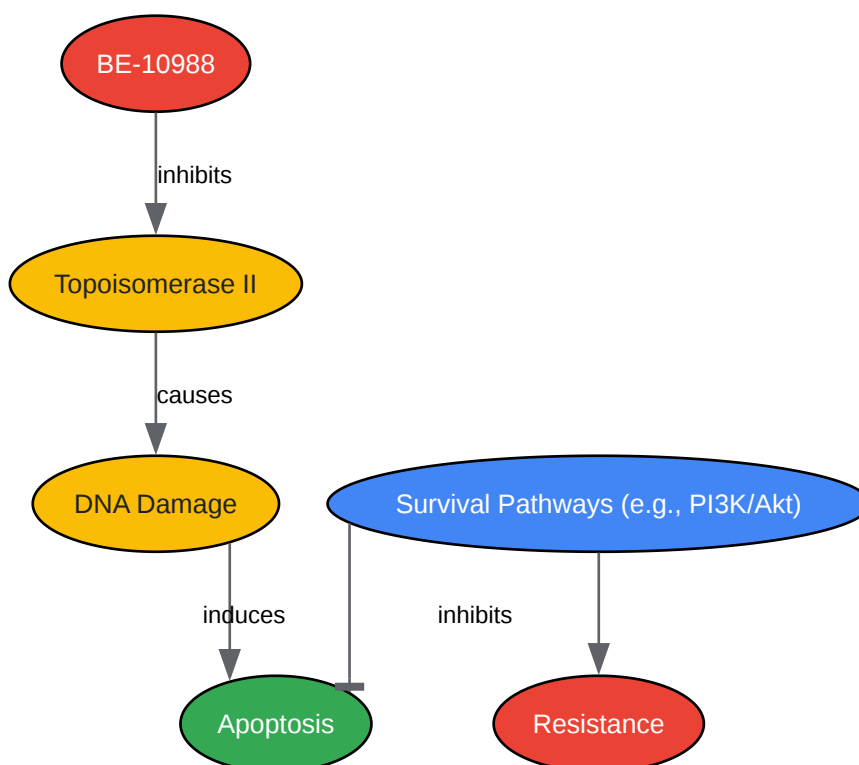 BE-10988
inhibits
Topoisomerase II
causes
DNA Damage
Survival Pathways (e.g., PI3K/Akt)
induces
inhibits
Apoptosis
Resistance